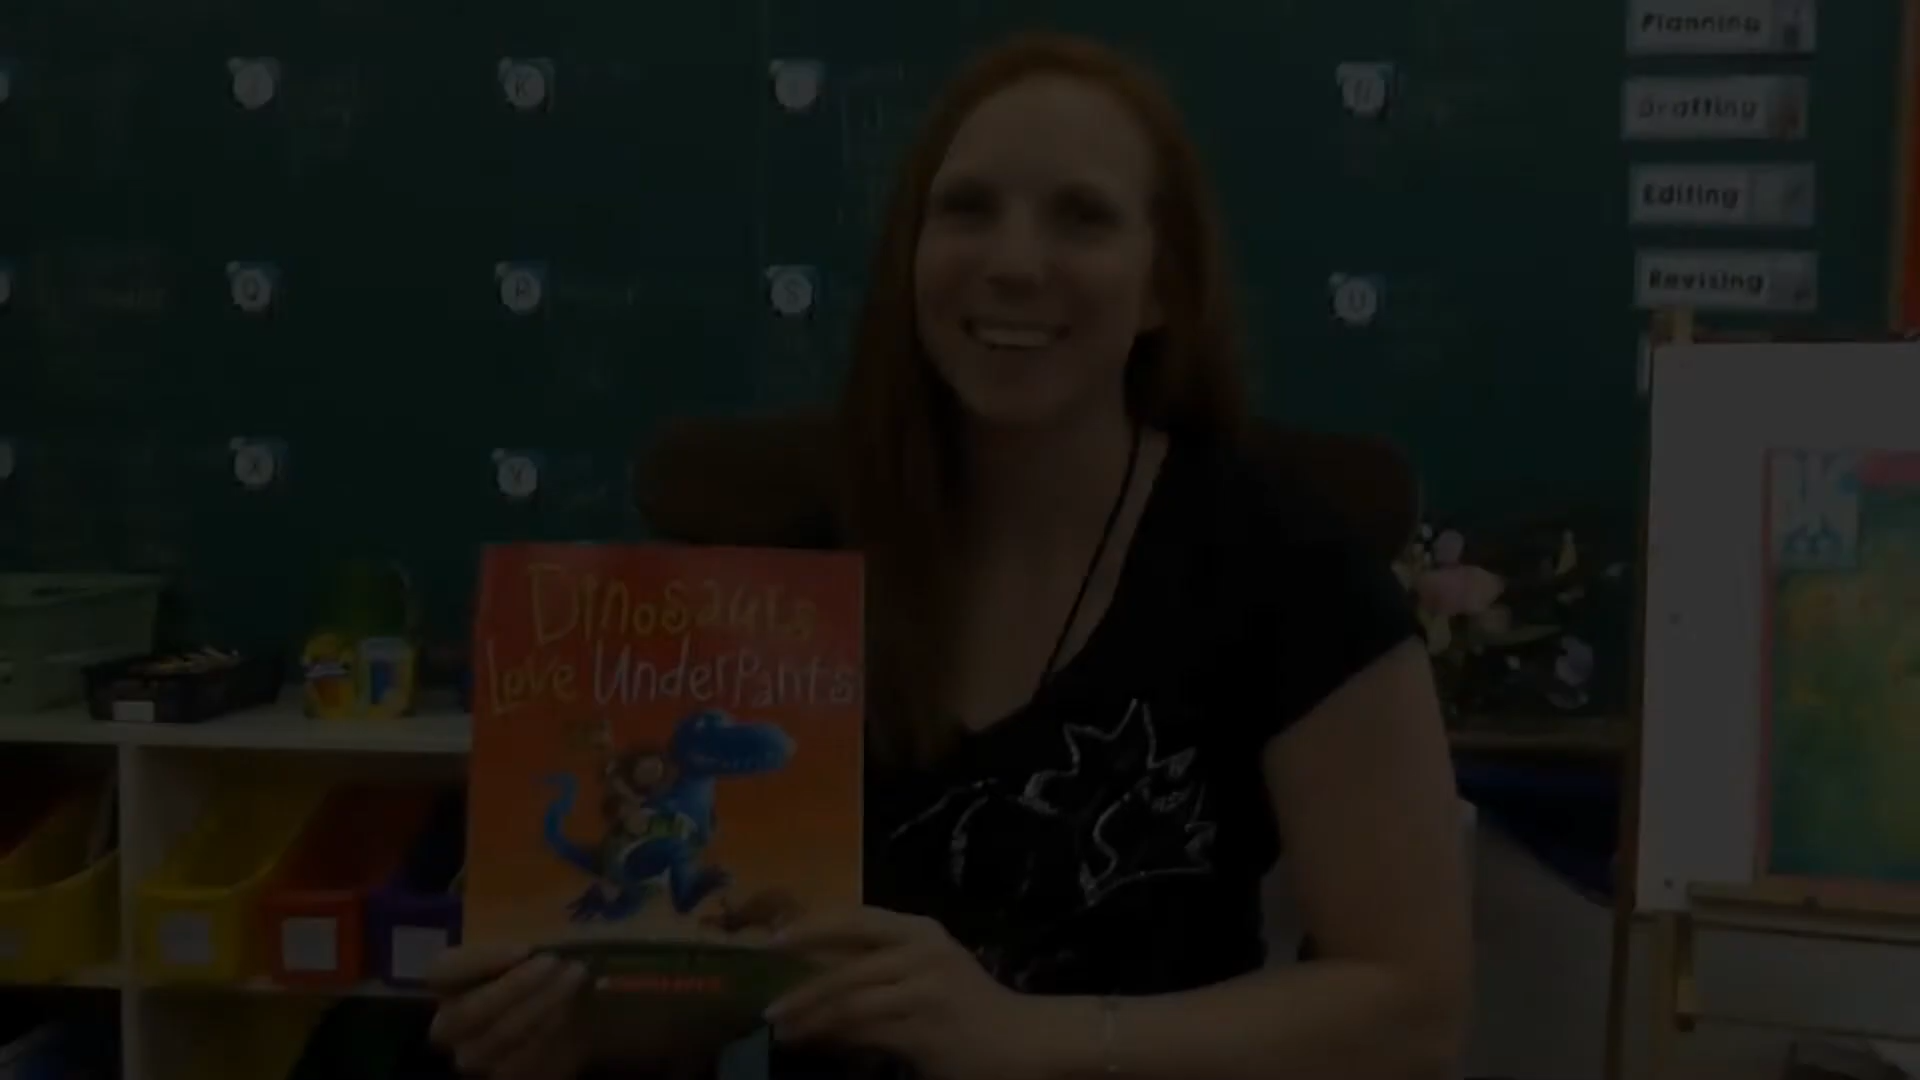 Planning
K
Drafting
Editing
Q
R
S
U
Revising
X
Y
Dinosaurs
Love Underpants